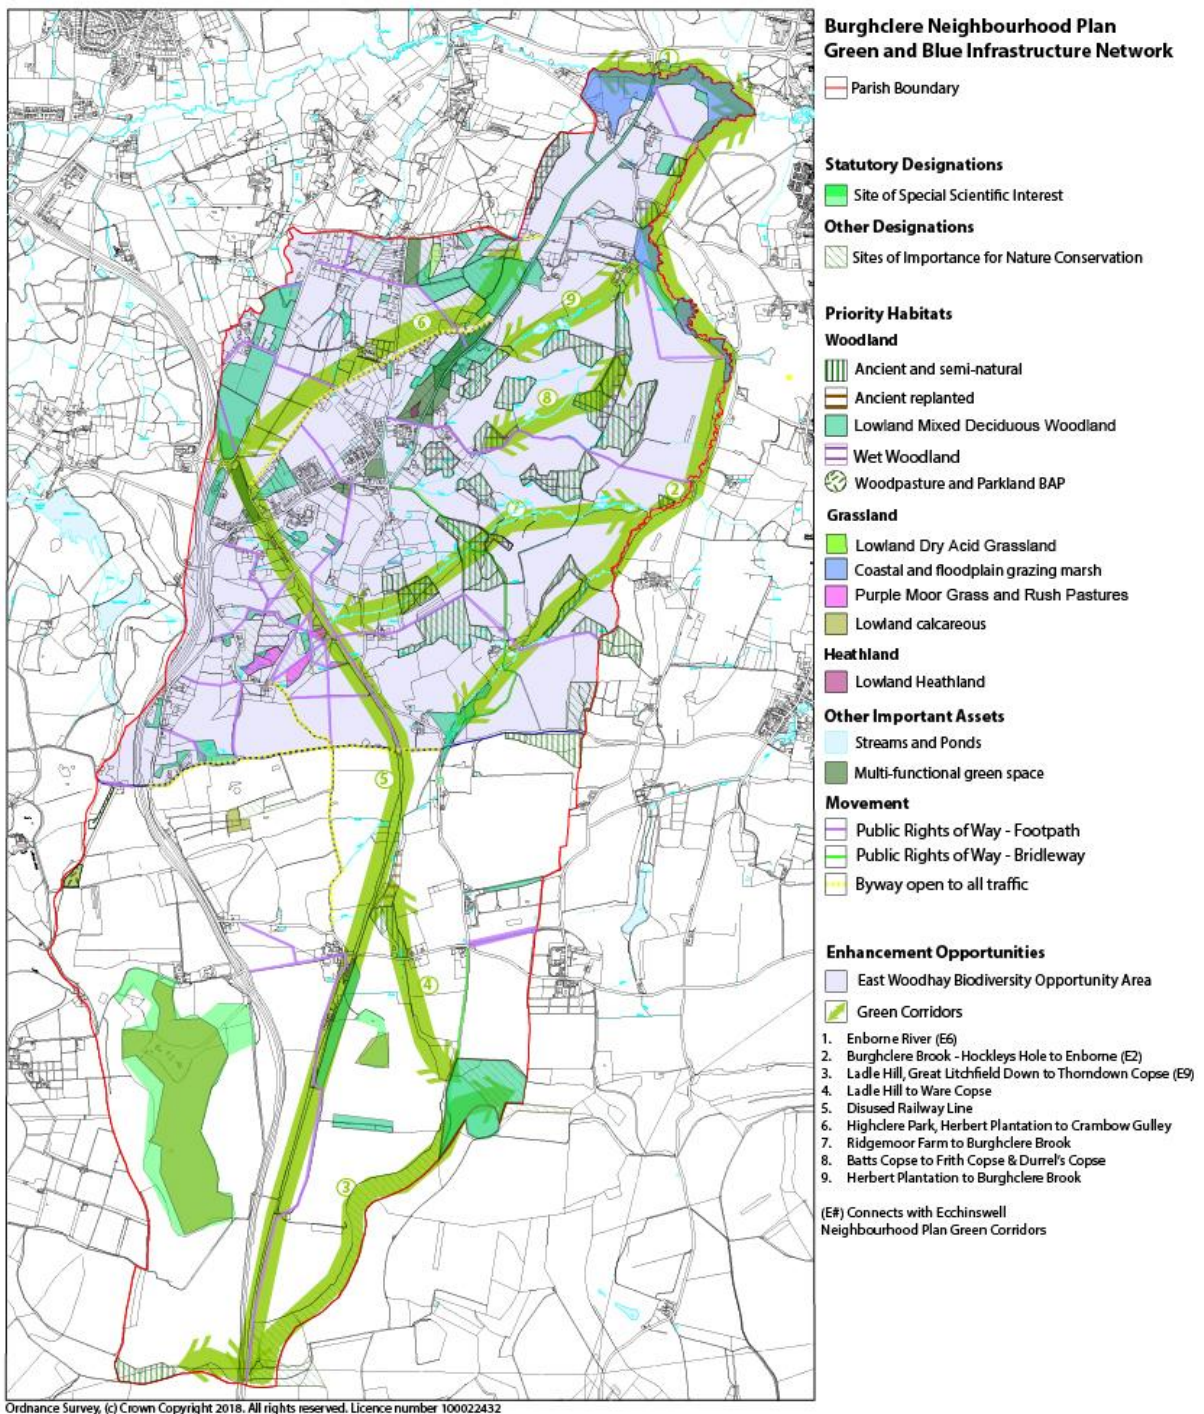 Burghclere Neighbourhood Plan
Green and Blue Infrastructure Network
Parish Boundary
Statutory Designations
Site of Special Scientific Interest
Other Designations
Sites of Importance for Nature Conservation
Priority Habitats
Woodland
Ancient and semi-natural
Ancient replanted
Lowland Mixed Deciduous Woodland
Wet Woodland
Woodpasture and Parkland BAP
Grassland
Lowland Dry Acid Grassland
Coastal and floodplain grazing marsh
Purple Moor Grass and Rush Pastures
Lowland calcareous
Heathland
Lowland Heathland
Other Important Assets
Streams and Ponds
Multi-functional green space
Movement
Public Rights of Way - Footpath
Public Rights of Way - Bridleway
Byway open to all traffic
Enhancement Opportunities
East Woodhay Biodiversity Opportunity Area
Green Corridors
1. Enborne River (E6)
2. Burghclere Brook - Hockleys Hole to Enborne (E2)
3. Ladle Hill, Great Litchfield Down to Thorndown Copse (E9)
4. Ladle Hill to Ware Copse
5. Disused Railway Line
6. Highclere Park, Herbert Plantation to Crambow Gulley
7. Ridgemoor Farm to Burghclere Brook
8. Batts Copse to Frith Copse & Durrel's Copse
9. Herbert Plantation to Burghclere Brook
(E#) Connects with Ecchinswell
Neighbourhood Plan Green Corridors
1
9
6
8
2
7
5
4
3
Ordnance Survey, (c) Crown Copyright 2018. All rights reserved. Licence number 100022432